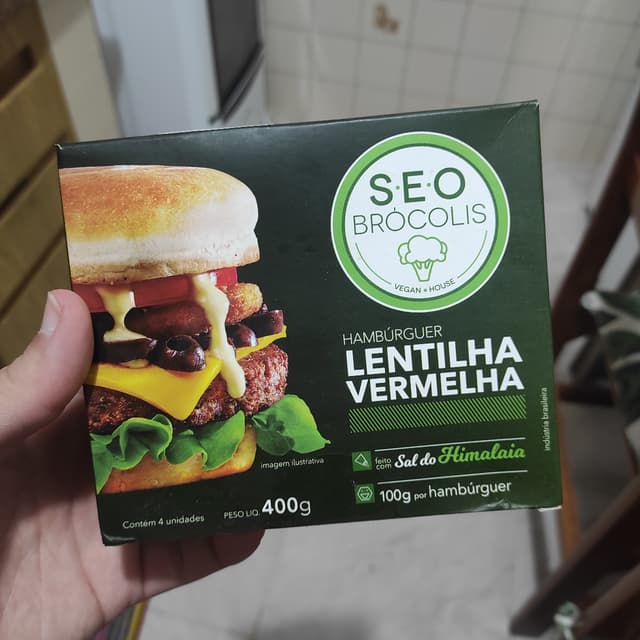 S·E·O
BRÓCOLIS
VEGAN • HOUSE
HAMBÚRGUER
LENTILHA
VERMELHA
feito
com Sal do Himalaia
100g por hambúrguer
indústria brasileira
imagem ilustrativa
Contém 4 unidades
PESO LIQ. 400g